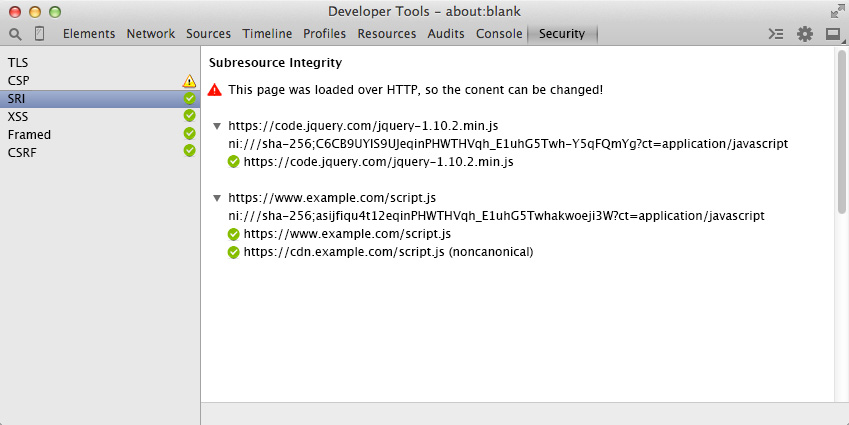 Developer Tools - about:blank
Elements Network Sources Timeline Profiles Resources Audits Console Security
TLS
CSP
SRI
XSS
Framed
CSRF
Subresource Integrity
This page was loaded over HTTP, so the conent can be changed!
https://code.jquery.com/jquery-1.10.2.min.js
ni:///sha-256;C6CB9UYIS9UJeqinPHWTHVqh_E1uhG5Twh-Y5qFQmYg?ct=application/javascript
https://code.jquery.com/jquery-1.10.2.min.js
https://www.example.com/script.js
ni:///sha-256;asijfiqu4t12eqinPHWTHVqh_E1uhG5Twhakwoeji3W?ct=application/javascript
https://www.example.com/script.js
https://cdn.example.com/script.js (noncanonical)